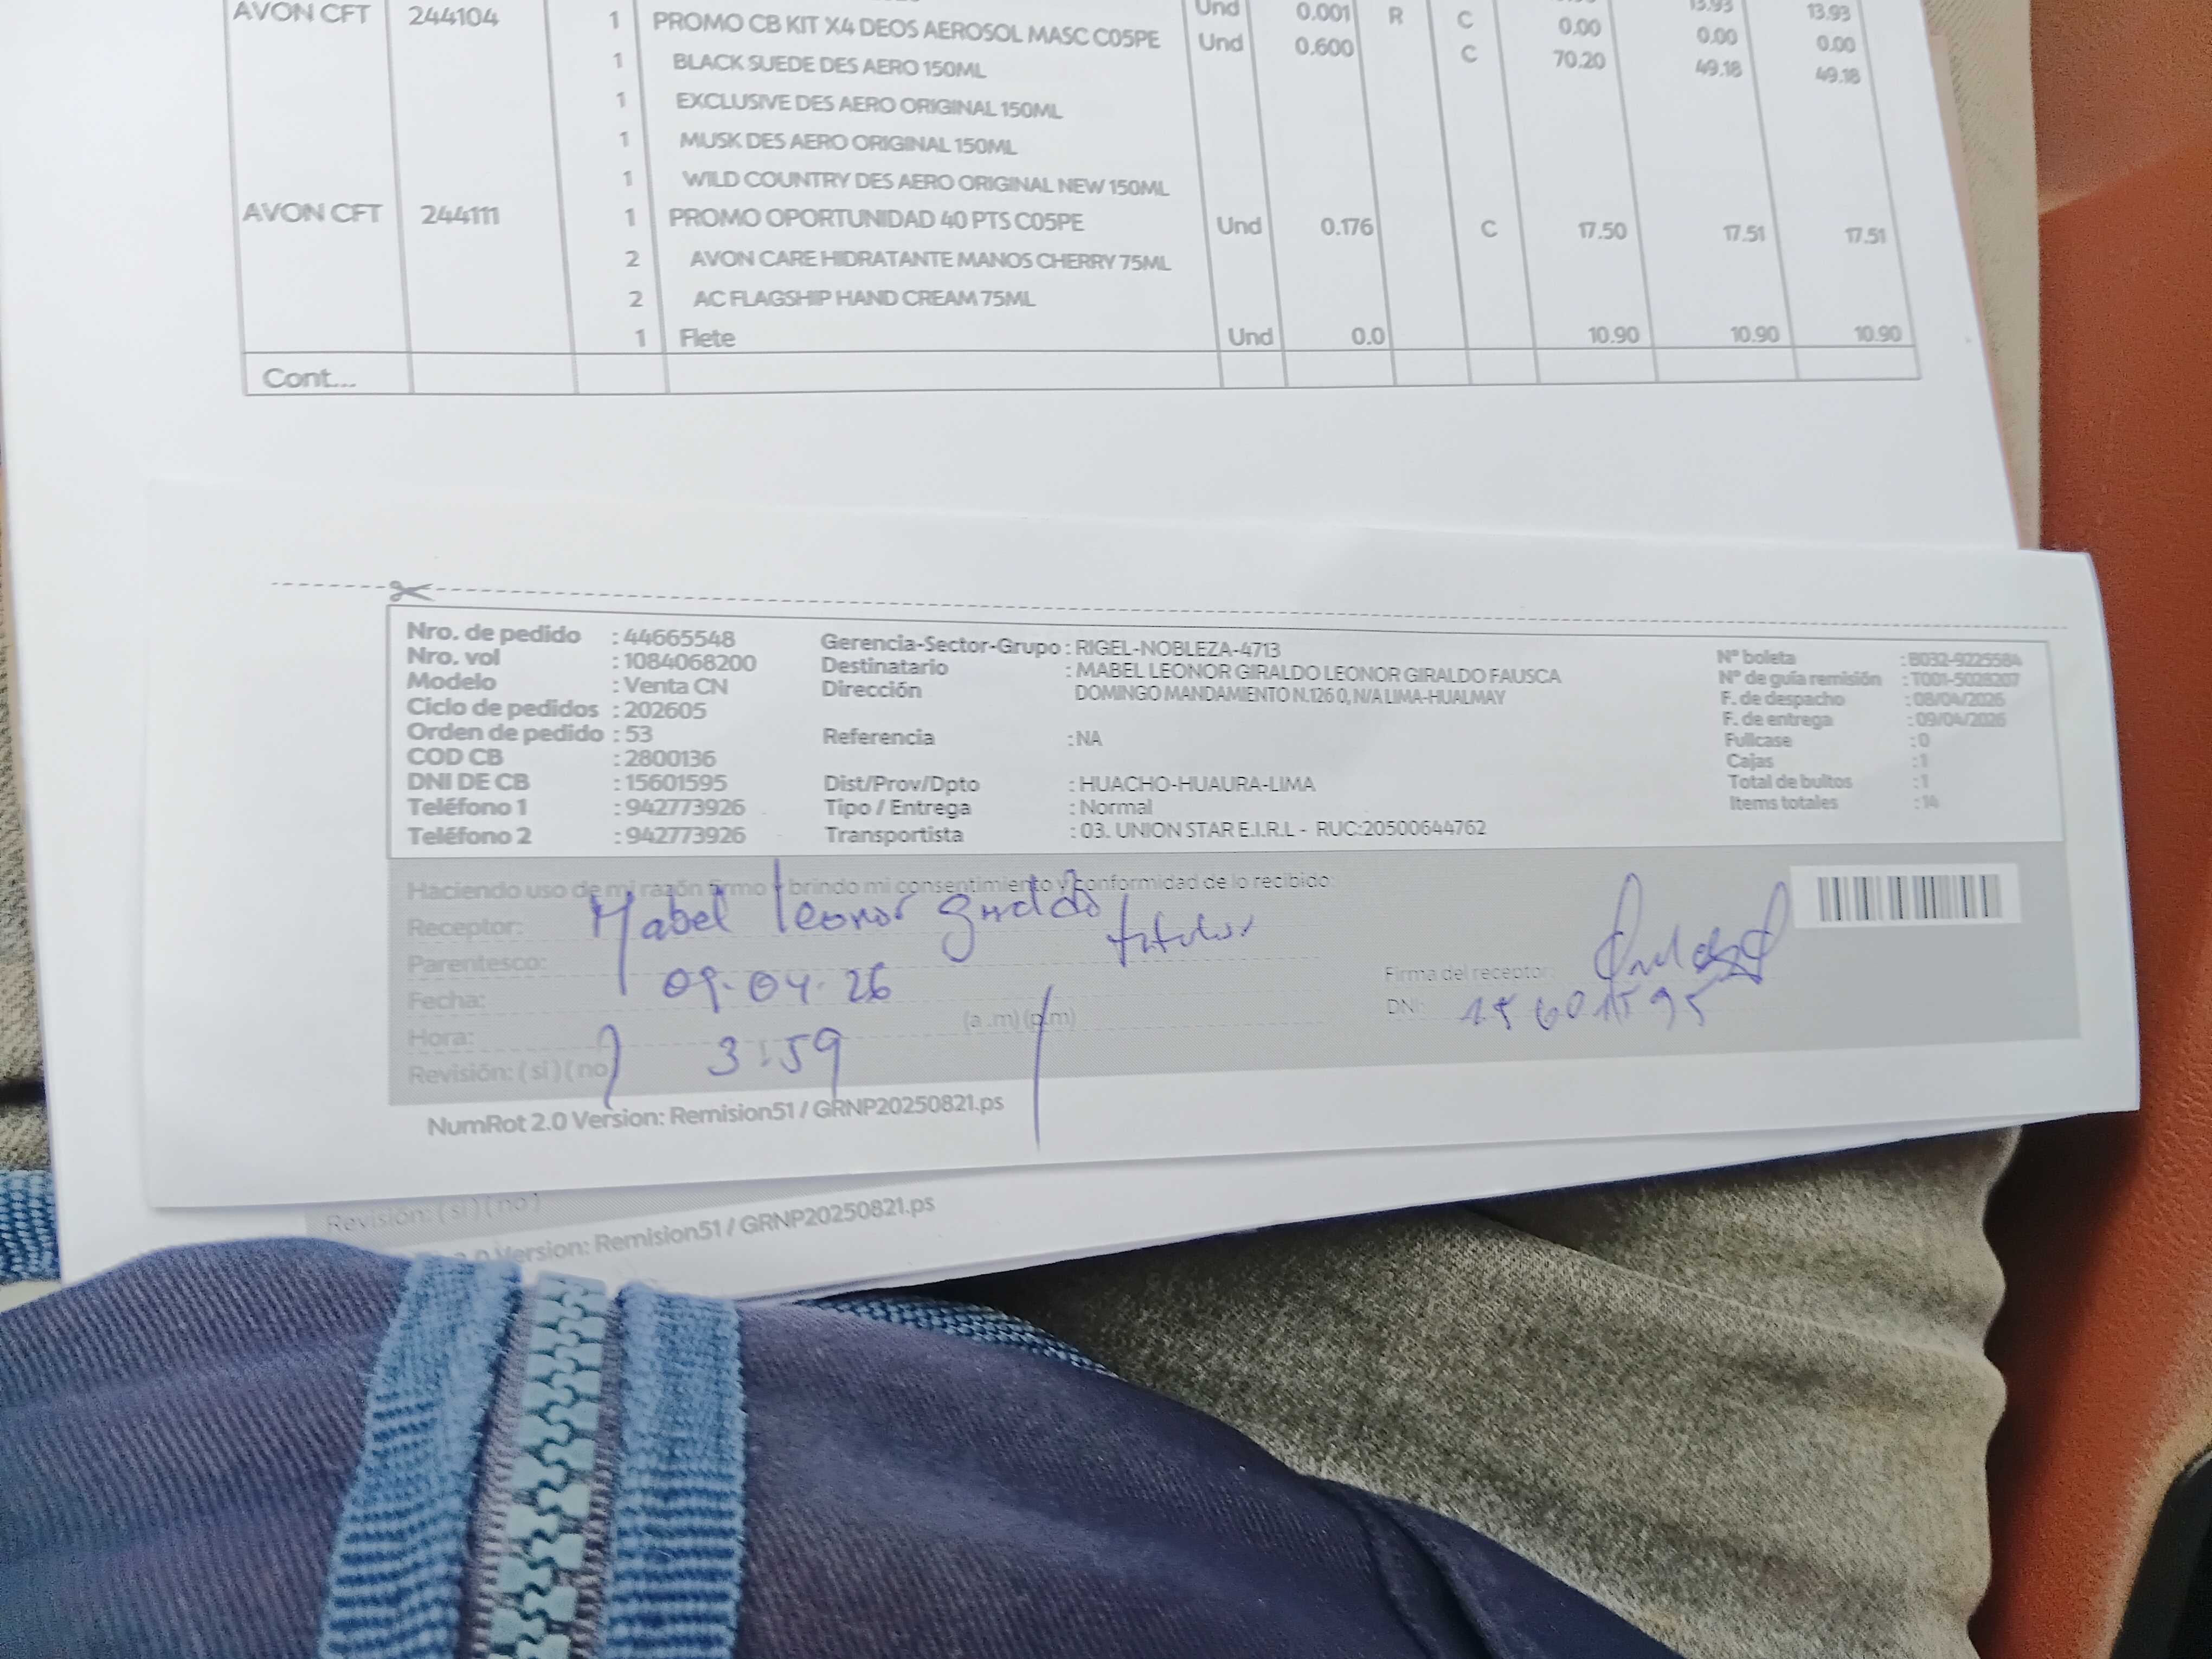 AVON CFT 244104 1 PROMO CB KIT X4 DEOS AEROSOL MASC C05PE Und 0.001 R C 0.00 0.00 0.00
13.93 13.93
1 BLACK SUEDE DES AERO 150ML Und 0.600 C 70.20 49.18 49.18
1 EXCLUSIVE DES AERO ORIGINAL 150ML
1 MUSK DES AERO ORIGINAL 150ML
1 WILD COUNTRY DES AERO ORIGINAL NEW 150ML
AVON CFT 244111 1 PROMO OPORTUNIDAD 40 PTS C05PE Und 0.176 C 17.50 17.51 17.51
2 AVON CARE HIDRATANTE MANOS CHERRY 75ML
2 AC FLAGSHIP HAND CREAM 75ML
1 Flete Und 0.0 10.90 10.90 10.90
Cont...
Nro. de pedido : 44665548
Nro. vol : 1084068200
Modelo : Venta CN
Ciclo de pedidos : 202605
Orden de pedido : 53
COD CB : 2800136
DNI DE CB : 15601595
Teléfono 1 : 942773926
Teléfono 2 : 942773926
Gerencia-Sector-Grupo : RIGEL-NOBLEZA-4713
Destinatario : MABEL LEONOR GIRALDO LEONOR GIRALDO FAUSCA
Dirección DOMINGO MANDAMIENTO N.126 0, N/A LIMA-HUALMAY
Referencia : NA
Dist/Prov/Dpto : HUACHO-HUAURA-LIMA
Tipo / Entrega : Normal
Transportista : 03. UNION STAR E.I.R.L - RUC:20500644762
N° boleta : B032-9225584
N° de guía remisión : T001-5028207
F. de despacho : 08/04/2026
F. de entrega : 09/04/2026
Fullcase : 0
Cajas : 1
Total de bultos : 1
Items totales : 14
Haciendo uso de mi razón firmo y brindo mi consentimiento y conformidad de lo recibido
Receptor: Mabel leonor giraldo
Parentesco: titular
Fecha: 09-04-26
Hora: 3:59 (a .m) (p.m)
Revisión: ( si ) ( no )
Firma del receptor:
DNI: 15601595
NumRot 2.0 Version: Remision51 / GRNP20250821.ps
Revisión: ( si ) ( no )
2.0 Version: Remision51 / GRNP20250821.ps